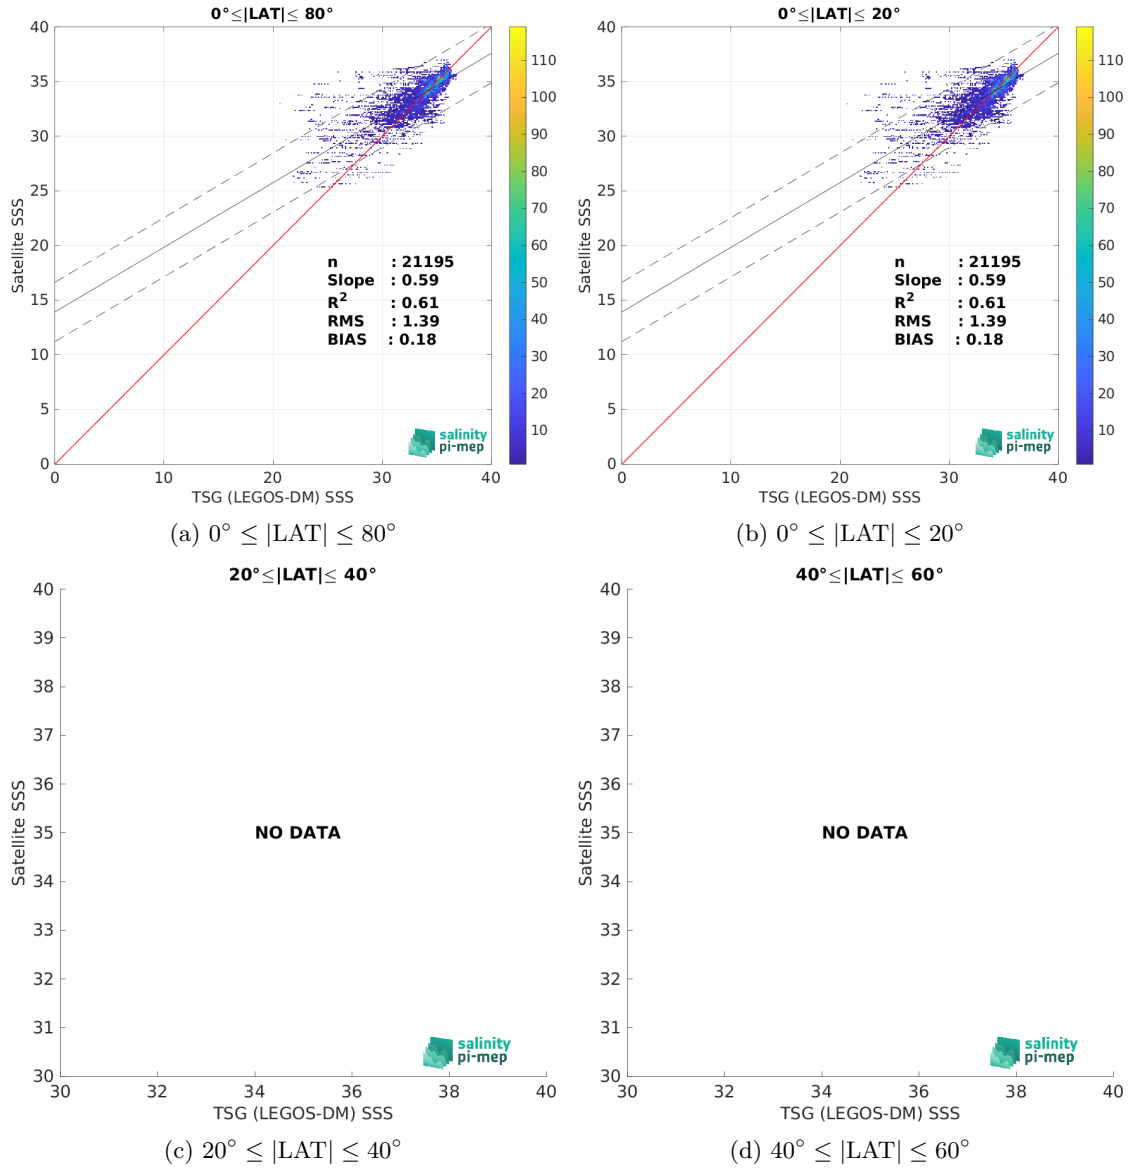 0°≤|LAT|≤ 80°
40
35
30
25
20
15
10
5
0
Satellite SSS
n : 21195
Slope : 0.59
R² : 0.61
RMS : 1.39
BIAS : 0.18
salinity
pi-mep
0 10 20 30 40
TSG (LEGOS-DM) SSS
110
100
90
80
70
60
50
40
30
20
10
(a) 0° ≤ |LAT| ≤ 80°
0°≤|LAT|≤ 20°
40
35
30
25
20
15
10
5
0
Satellite SSS
n : 21195
Slope : 0.59
R² : 0.61
RMS : 1.39
BIAS : 0.18
salinity
pi-mep
0 10 20 30 40
TSG (LEGOS-DM) SSS
110
100
90
80
70
60
50
40
30
20
10
(b) 0° ≤ |LAT| ≤ 20°
20°≤|LAT|≤ 40°
40
39
38
37
36
35
34
33
32
31
30
Satellite SSS
NO DATA
salinity
pi-mep
30 32 34 36 38 40
TSG (LEGOS-DM) SSS
(c) 20° ≤ |LAT| ≤ 40°
40°≤|LAT|≤ 60°
40
39
38
37
36
35
34
33
32
31
30
Satellite SSS
NO DATA
salinity
pi-mep
30 32 34 36 38 40
TSG (LEGOS-DM) SSS
(d) 40° ≤ |LAT| ≤ 60°